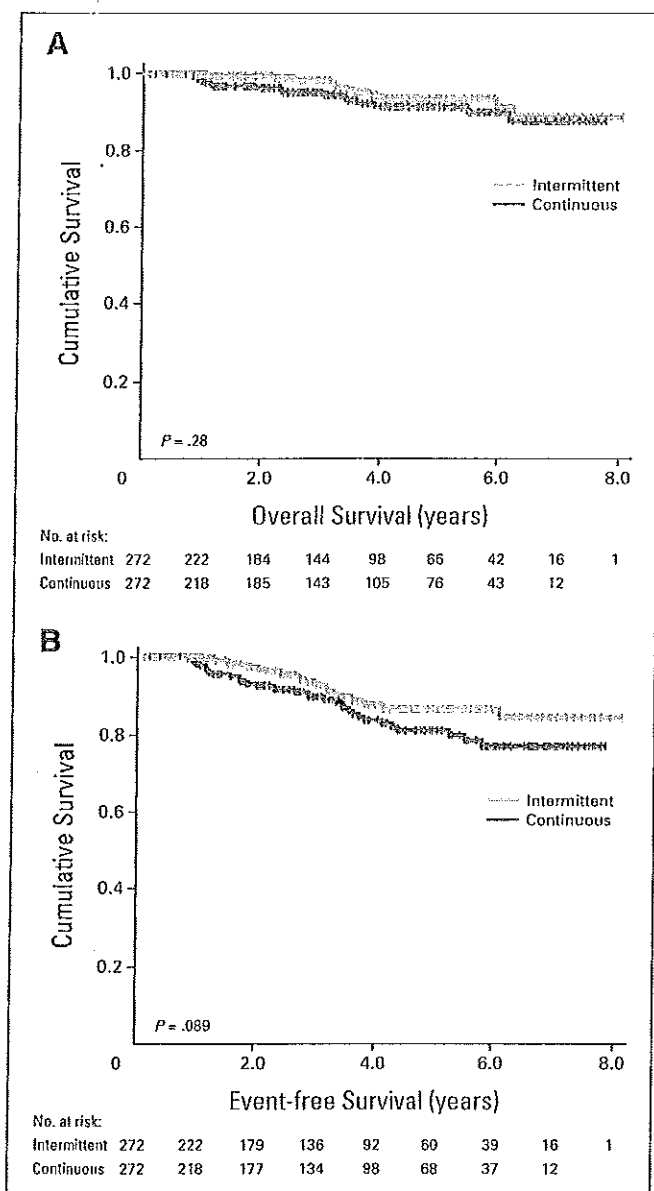 A
1.0
0.8
0.6
0.4
0.2
Cumulative Survival
Intermittent
Continuous
P = .28
0 2.0 4.0 6.0 8.0
Overall Survival (years)
No. at risk:
Intermittent 272 222 184 144 98 66 42 16 1
Continuous 272 218 185 143 105 76 43 12
B
1.0
0.8
0.6
0.4
0.2
Cumulative Survival
Intermittent
Continuous
P = .089
0 2.0 4.0 6.0 8.0
Event-free Survival (years)
No. at risk:
Intermittent 272 222 179 136 92 60 39 16 1
Continuous 272 218 177 134 98 68 37 12